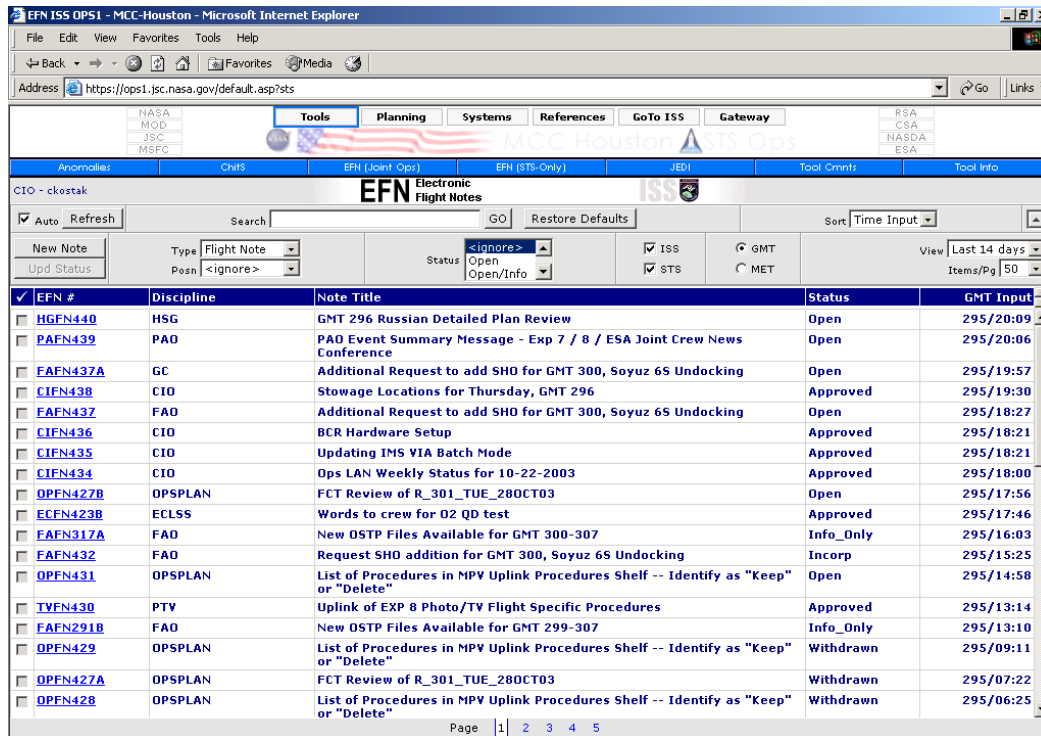 EFN ISS OPS1 - MCC-Houston - Microsoft Internet Explorer
File Edit View Favorites Tools Help
Back Favorites Media
Address https://ops1.jsc.nasa.gov/default.asp?sts Go Links
NASA
MOD
JSC
MSFC
Tools Planning Systems References GoTo ISS Gateway
MCC Houston STS Ops
RSA
CSA
NASDA
ESA
Anomalies ChitS EFN (Joint Ops) EFN (STS-Only) JEDI Tool Cmnts Tool Info
CIO - ckostak EFN Electronic Flight Notes ISS
Auto Refresh Search GO Restore Defaults Sort Time Input
New Note Type Flight Note Status <ignore> ISS GMT View Last 14 days
Upd Status Posn <ignore> Open Open/Info STS MET Items/Pg 50
✓ EFN # Discipline Note Title Status GMT Input
HGFN440 HSG GMT 296 Russian Detailed Plan Review Open 295/20:09
PAFN439 PAO PAO Event Summary Message - Exp 7 / 8 / ESA Joint Crew News Open 295/20:06
Conference
FAFN437A GC Additional Request to add SHO for GMT 300, Soyuz 6S Undocking Open 295/19:57
CIFN438 CIO Stowage Locations for Thursday, GMT 296 Approved 295/19:30
FAFN437 FAO Additional Request to add SHO for GMT 300, Soyuz 6S Undocking Open 295/18:27
CIFN436 CIO BCR Hardware Setup Approved 295/18:21
CIFN435 CIO Updating IMS VIA Batch Mode Approved 295/18:21
CIFN434 CIO Ops LAN Weekly Status for 10-22-2003 Approved 295/18:00
OPFN427B OPSPLAN FCT Review of R_301_TUE_28OCT03 Open 295/17:56
ECFN423B ECLSS Words to crew for O2 QD test Approved 295/17:46
FAFN317A FAO New OSTP Files Available for GMT 300-307 Info_Only 295/16:03
FAFN432 FAO Request SHO addition for GMT 300, Soyuz 6S Undocking Incorp 295/15:25
OPFN431 OPSPLAN List of Procedures in MPV Uplink Procedures Shelf -- Identify as "Keep" Open 295/14:58
or "Delete"
TVFN430 PTV Uplink of EXP 8 Photo/TV Flight Specific Procedures Approved 295/13:14
FAFN291B FAO New OSTP Files Available for GMT 299-307 Info_Only 295/13:10
OPFN429 OPSPLAN List of Procedures in MPV Uplink Procedures Shelf -- Identify as "Keep" Withdrawn 295/09:11
or "Delete"
OPFN427A OPSPLAN FCT Review of R_301_TUE_28OCT03 Withdrawn 295/07:22
OPFN428 OPSPLAN List of Procedures in MPV Uplink Procedures Shelf -- Identify as "Keep" Withdrawn 295/06:25
or "Delete"
Page 1 2 3 4 5